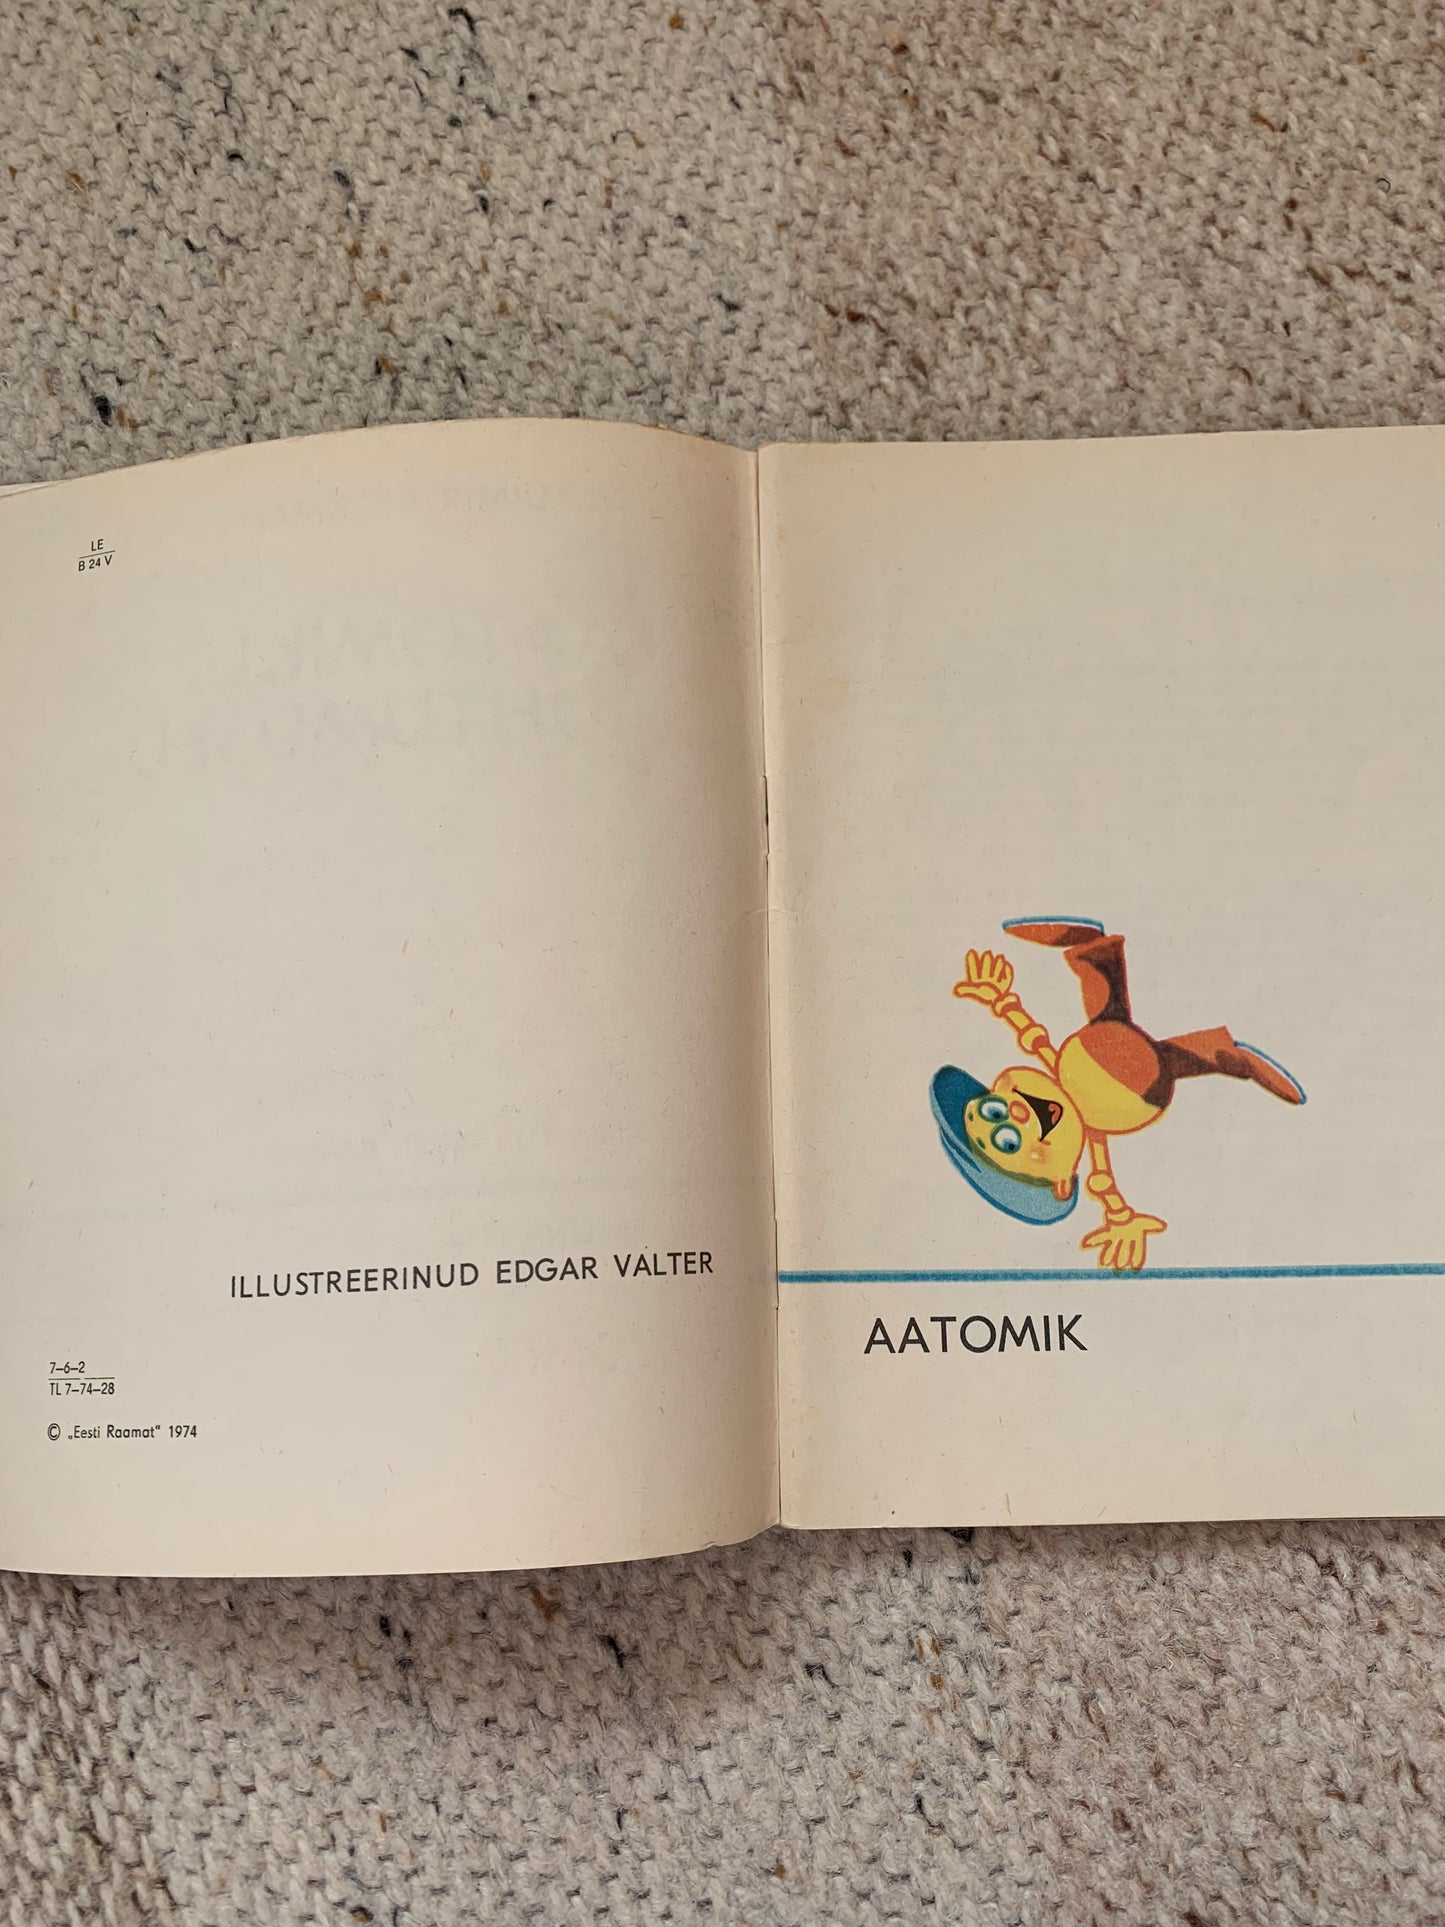 LE
B 24 V
ILLUSTREERINUD EDGAR VALTER
7–6–2
TL 7–74–28
© „Eesti Raamat“ 1974
AATOMIK